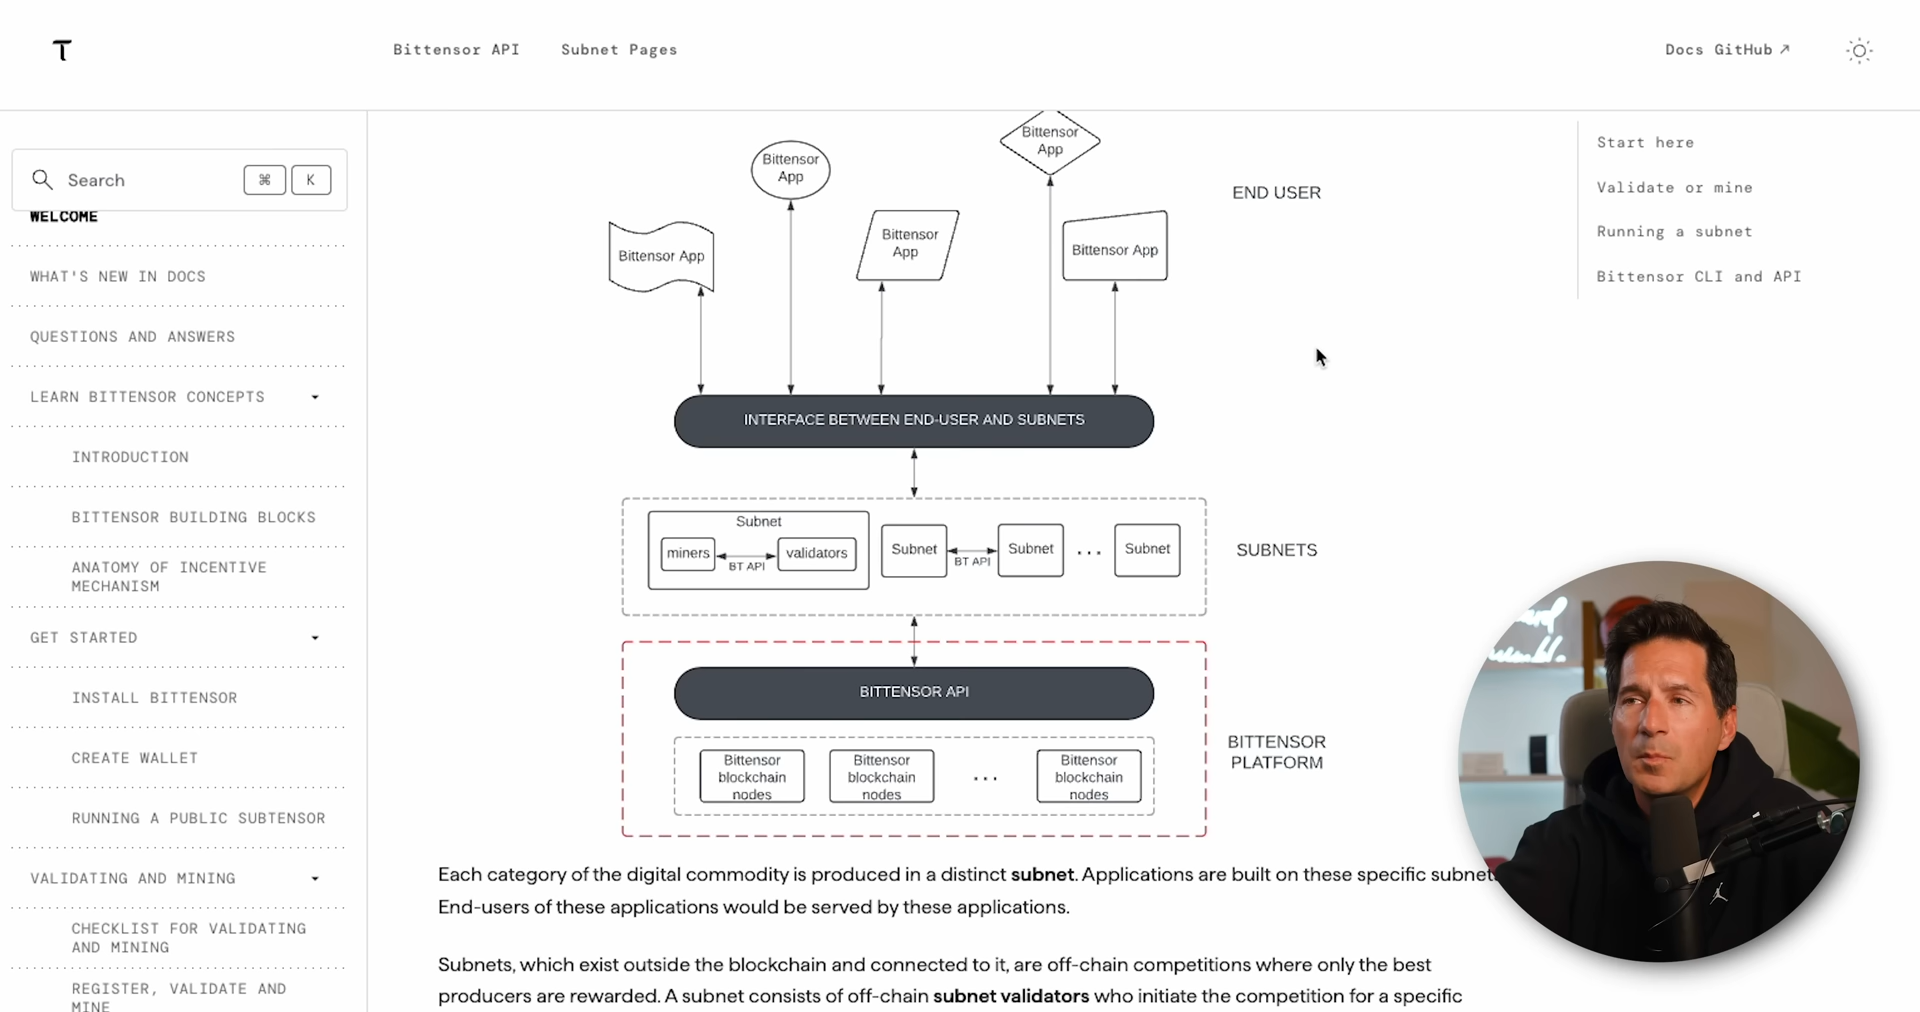 τ
Bittensor API
Subnet Pages
Docs GitHub
Search
⌘
K
WELCOME
WHAT'S NEW IN DOCS
QUESTIONS AND ANSWERS
LEARN BITTENSOR CONCEPTS
INTRODUCTION
BITTENSOR BUILDING BLOCKS
ANATOMY OF INCENTIVE
MECHANISM
GET STARTED
INSTALL BITTENSOR
CREATE WALLET
RUNNING A PUBLIC SUBTENSOR
VALIDATING AND MINING
CHECKLIST FOR VALIDATING
AND MINING
REGISTER, VALIDATE AND
MINE
Bittensor App
Bittensor
App
Bittensor
App
Bittensor
App
Bittensor App
END USER
INTERFACE BETWEEN END-USER AND SUBNETS
Subnet
miners
BT API
validators
Subnet
BT API
Subnet
...
Subnet
SUBNETS
BITTENSOR API
Bittensor
blockchain
nodes
Bittensor
blockchain
nodes
...
Bittensor
blockchain
nodes
BITTENSOR
PLATFORM
Each category of the digital commodity is produced in a distinct subnet. Applications are built on these specific subnet
End-users of these applications would be served by these applications.
Subnets, which exist outside the blockchain and connected to it, are off-chain competitions where only the best
producers are rewarded. A subnet consists of off-chain subnet validators who initiate the competition for a specific
Start here
Validate or mine
Running a subnet
Bittensor CLI and API